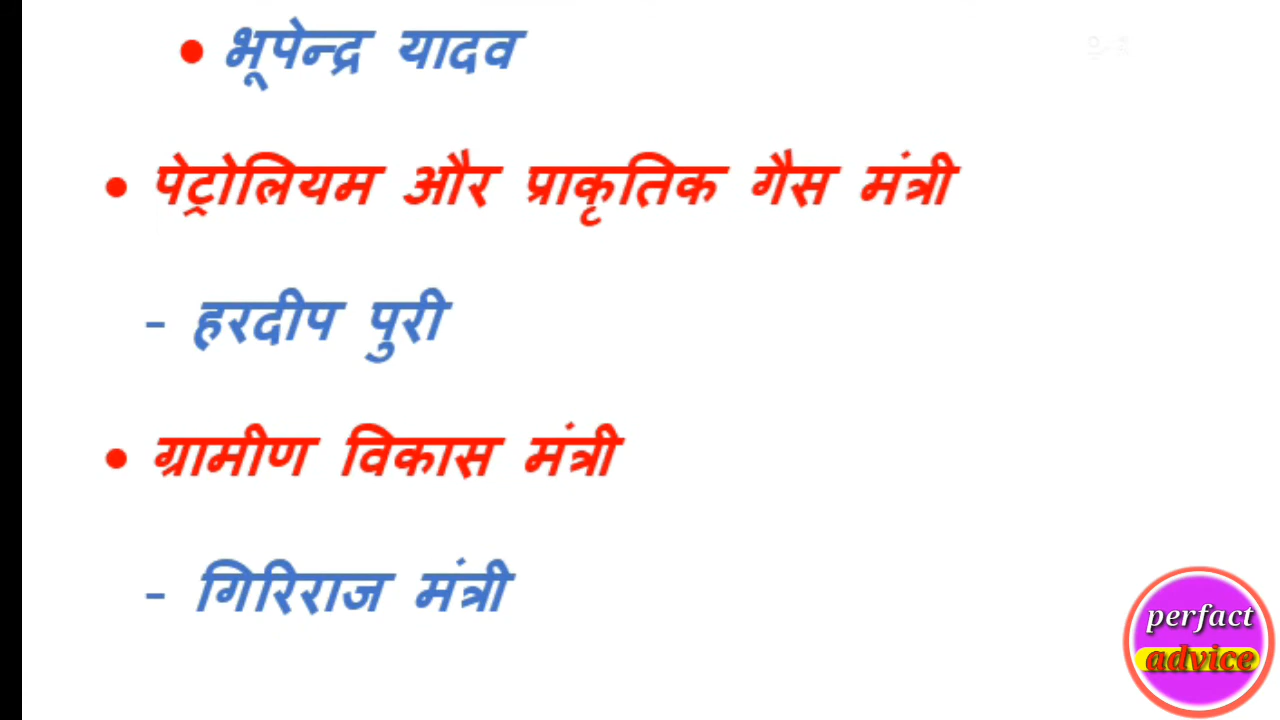 • भूपेन्द्र यादव
• पेट्रोलियम और प्राकृतिक गैस मंत्री
- हरदीप पुरी
• ग्रामीण विकास मंत्री
- गिरिराज मंत्री
perfact
advice